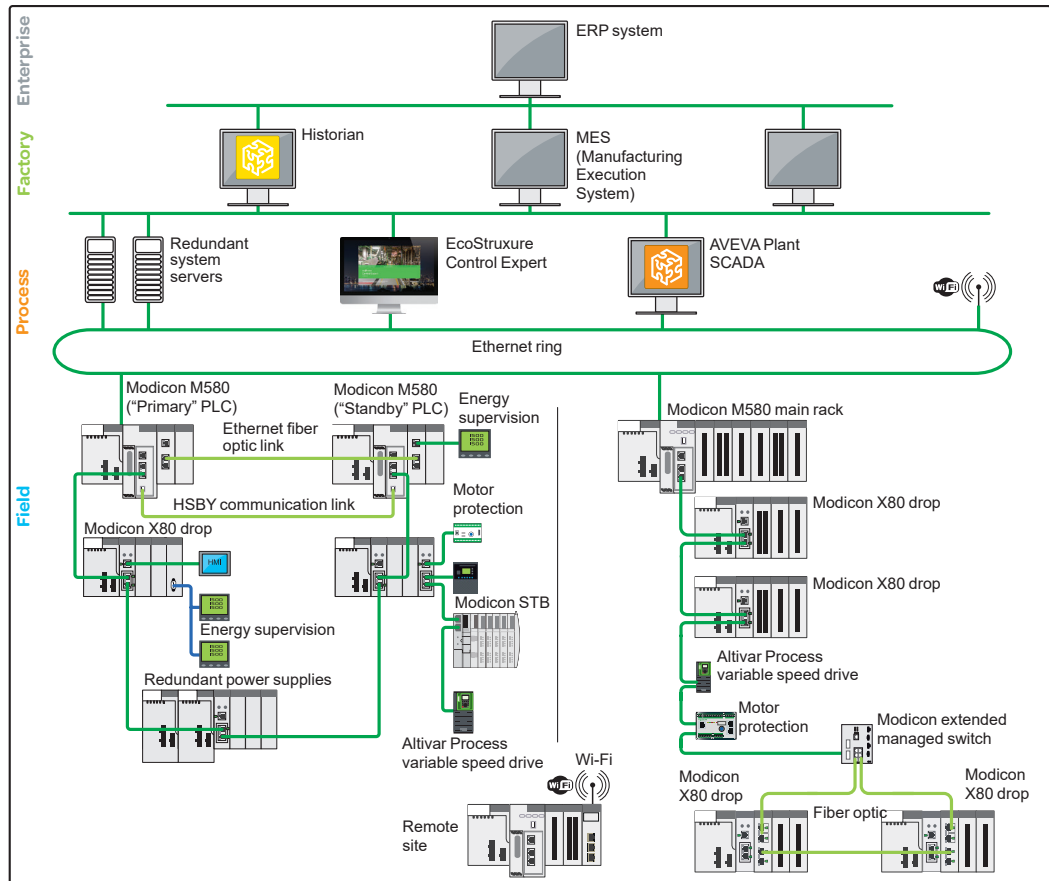 Enterprise
ERP system
Factory
Historian
MES
(Manufacturing
Execution
System)
Process
Redundant
system
servers
EcoStruxure
Control Expert
AVEVA Plant
SCADA
WiFi
Ethernet ring
Field
Modicon M580
("Primary" PLC)
Modicon M580
("Standby" PLC)
Energy
supervision
Ethernet fiber
optic link
HSBY communication link
Motor
protection
Modicon X80 drop
HMI
Energy supervision
Modicon STB
Redundant power supplies
Altivar Process
variable speed drive
Modicon M580 main rack
Modicon X80 drop
Modicon X80 drop
Altivar Process
variable speed drive
Motor
protection
Modicon extended
managed switch
Wi-Fi
WiFi
Remote
site
Modicon
X80 drop
Modicon
X80 drop
Fiber optic